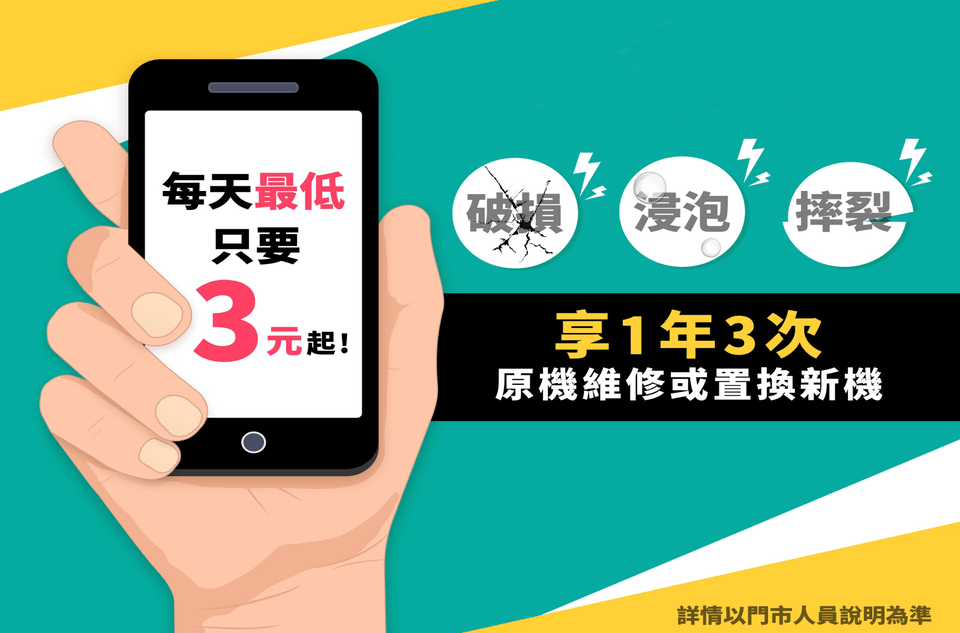 每天最低
只要
3元起!
破損
浸泡
摔裂
享1年3次
原機維修或置換新機
詳情以門市人員說明為準